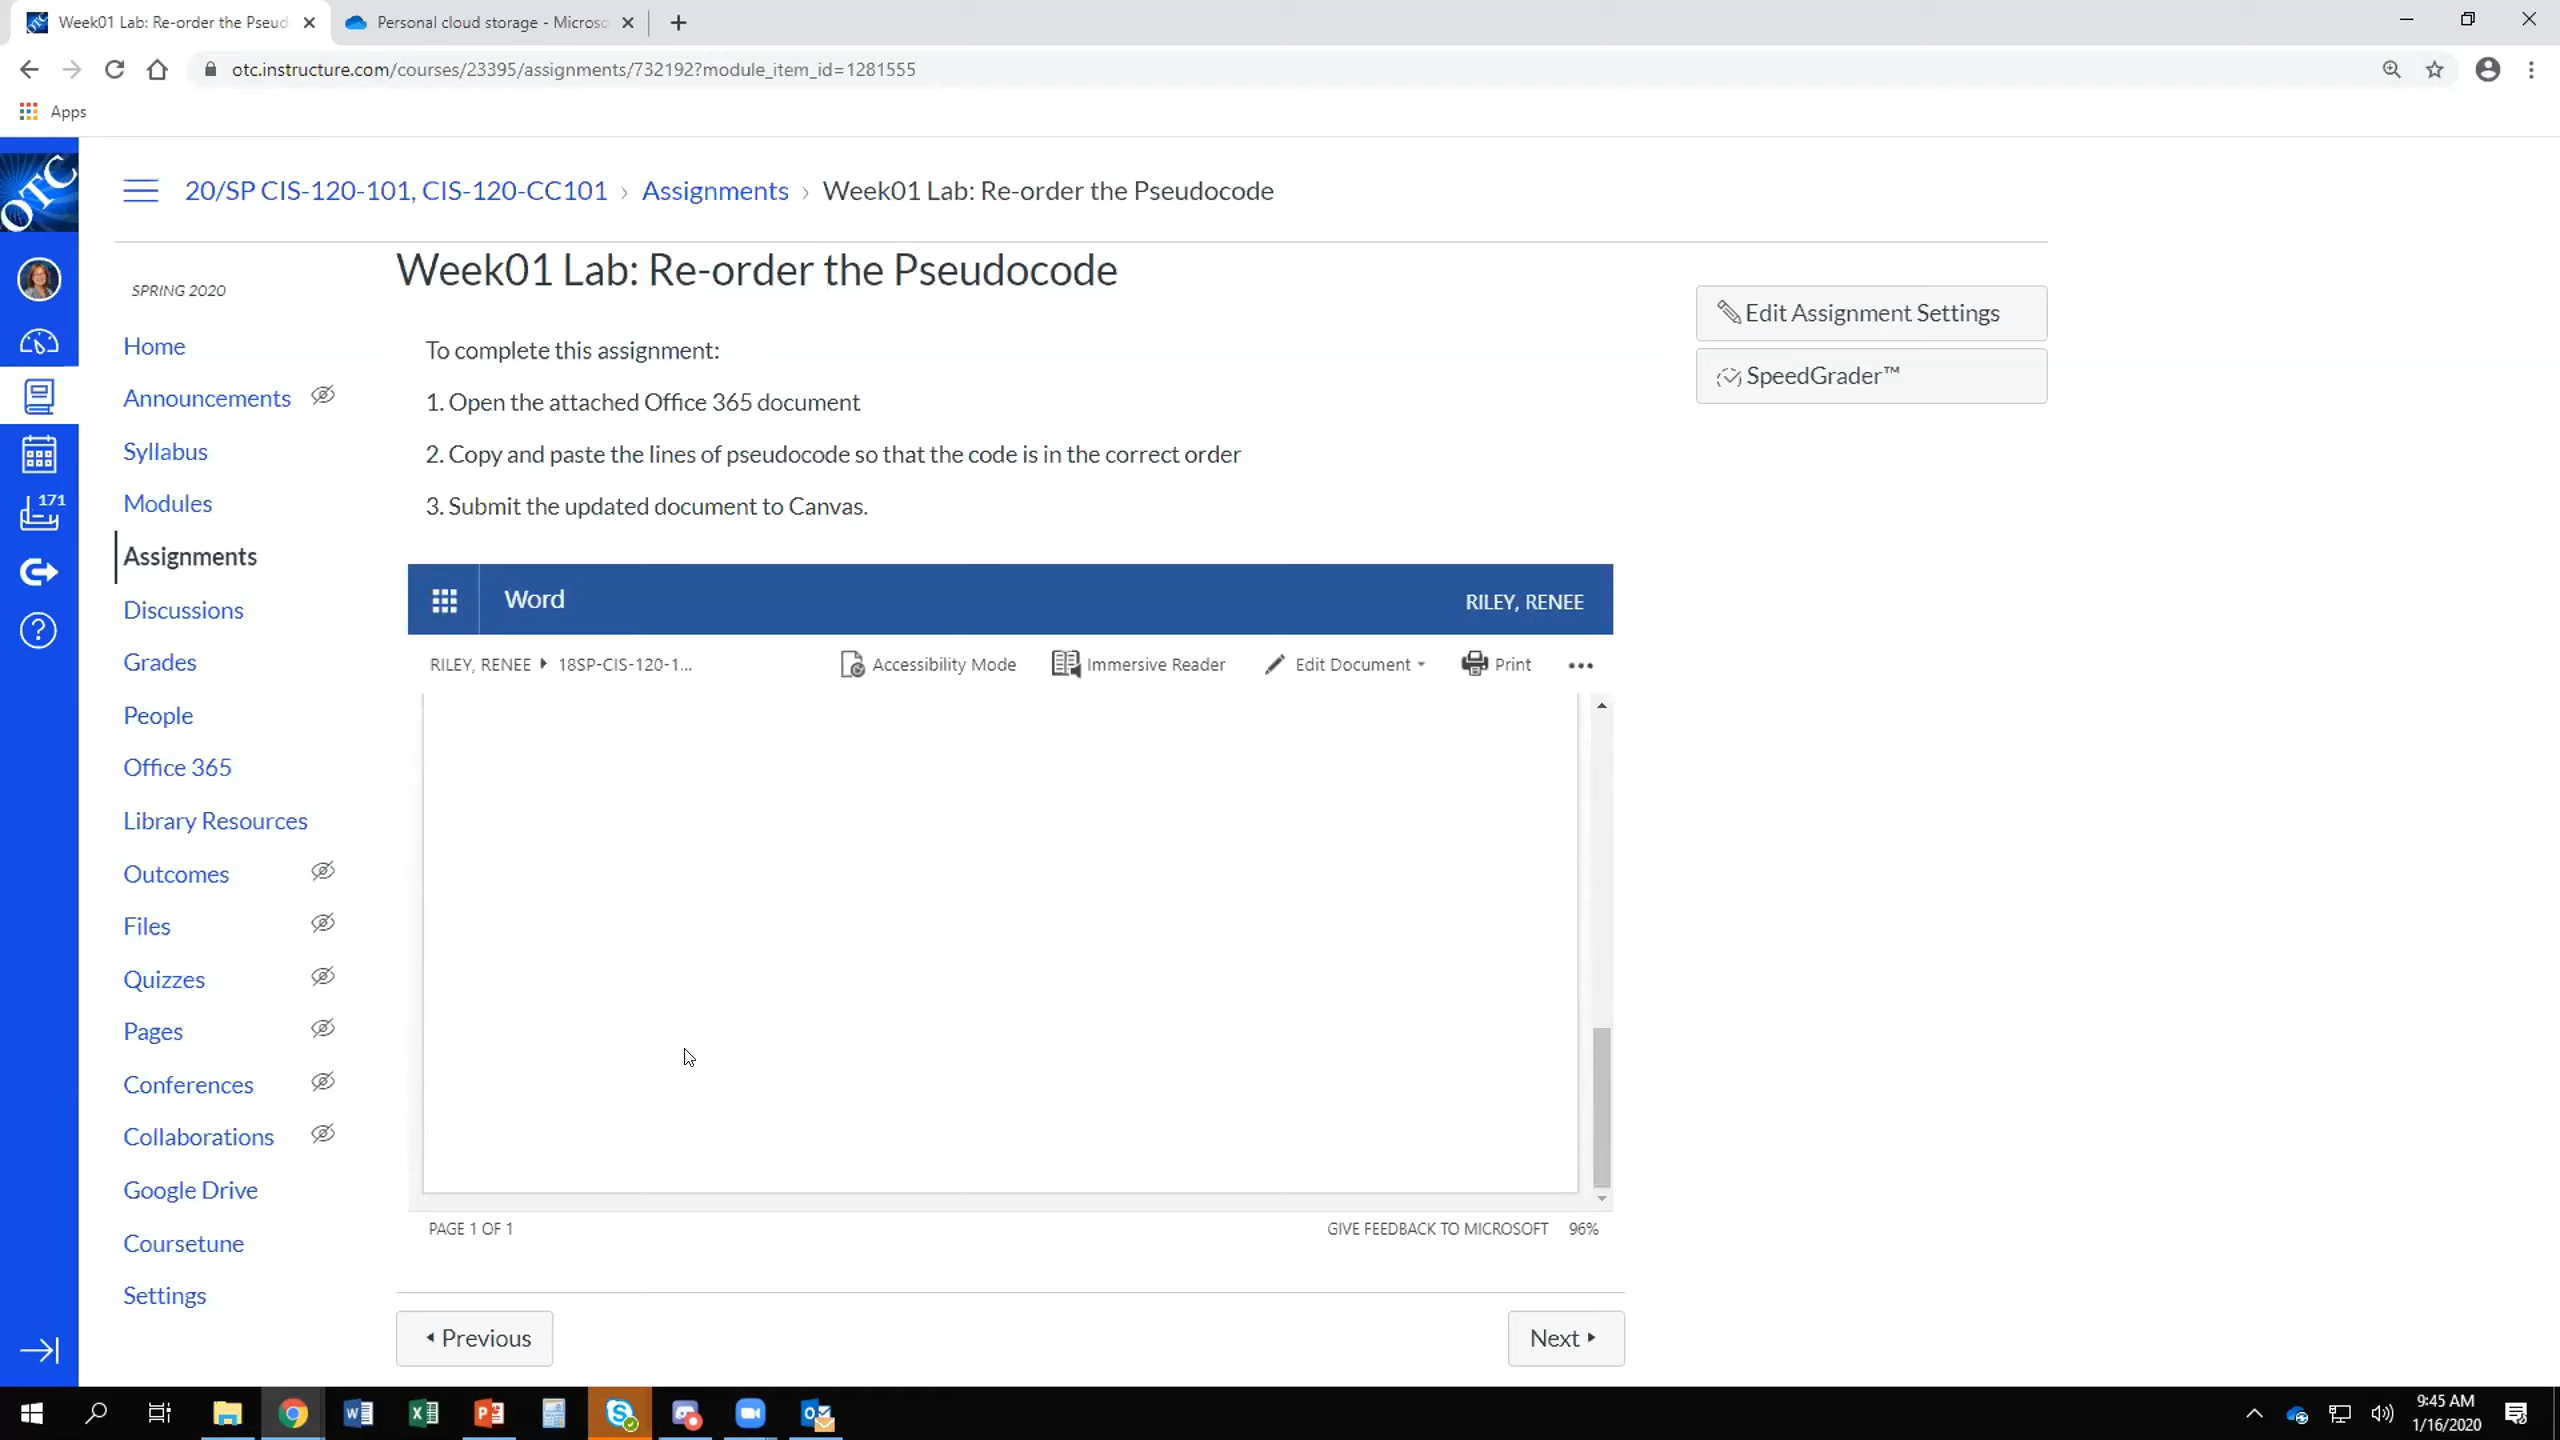 Week01 Lab: Re-order the Pseud
Personal cloud storage - Micros
otc.instructure.com/courses/23395/assignments/732192?module_item_id=1281555
Apps
OTC
20/SP CIS-120-101, CIS-120-CC101 › Assignments › Week01 Lab: Re-order the Pseudocode
SPRING 2020
Home
Announcements
Syllabus
Modules
Assignments
Discussions
Grades
People
Office 365
Library Resources
Outcomes
Files
Quizzes
Pages
Conferences
Collaborations
Google Drive
Coursetune
Settings
171
Week01 Lab: Re-order the Pseudocode
To complete this assignment:
1. Open the attached Office 365 document
2. Copy and paste the lines of pseudocode so that the code is in the correct order
3. Submit the updated document to Canvas.
Edit Assignment Settings
SpeedGrader™
Word
RILEY, RENEE
RILEY, RENEE ▸ 18SP-CIS-120-1...
Accessibility Mode
Immersive Reader
Edit Document
Print
PAGE 1 OF 1
GIVE FEEDBACK TO MICROSOFT
96%
Previous
Next
9:45 AM
1/16/2020